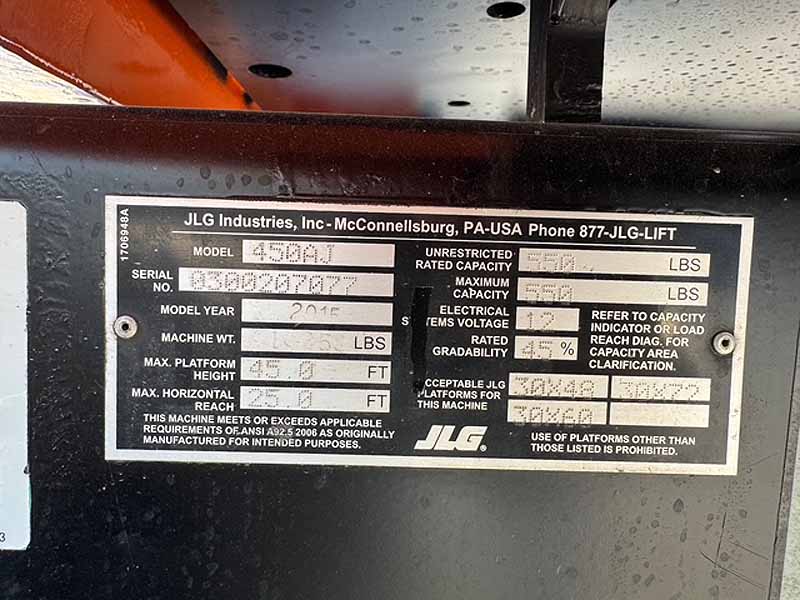 JLG Industries, Inc - McConnellsburg, PA-USA Phone 877-JLG-LIFT
1706948A
MODEL 450AJ
SERIAL NO. 0300207077
MODEL YEAR 2015
MACHINE WT. LBS
MAX. PLATFORM HEIGHT 45.0 FT
MAX. HORIZONTAL REACH 25.0 FT
THIS MACHINE MEETS OR EXCEEDS APPLICABLE
REQUIREMENTS OF ANSI A92.5 2006 AS ORIGINALLY
MANUFACTURED FOR INTENDED PURPOSES.
UNRESTRICTED RATED CAPACITY 550 LBS
MAXIMUM CAPACITY 550 LBS
ELECTRICAL SYSTEMS VOLTAGE 12
RATED GRADABILITY 45 %
REFER TO CAPACITY
INDICATOR OR LOAD
REACH DIAG. FOR
CAPACITY AREA
CLARIFICATION.
ACCEPTABLE JLG
PLATFORMS FOR
THIS MACHINE
30X48 30X72
30X60
JLG®
USE OF PLATFORMS OTHER THAN
THOSE LISTED IS PROHIBITED.
3